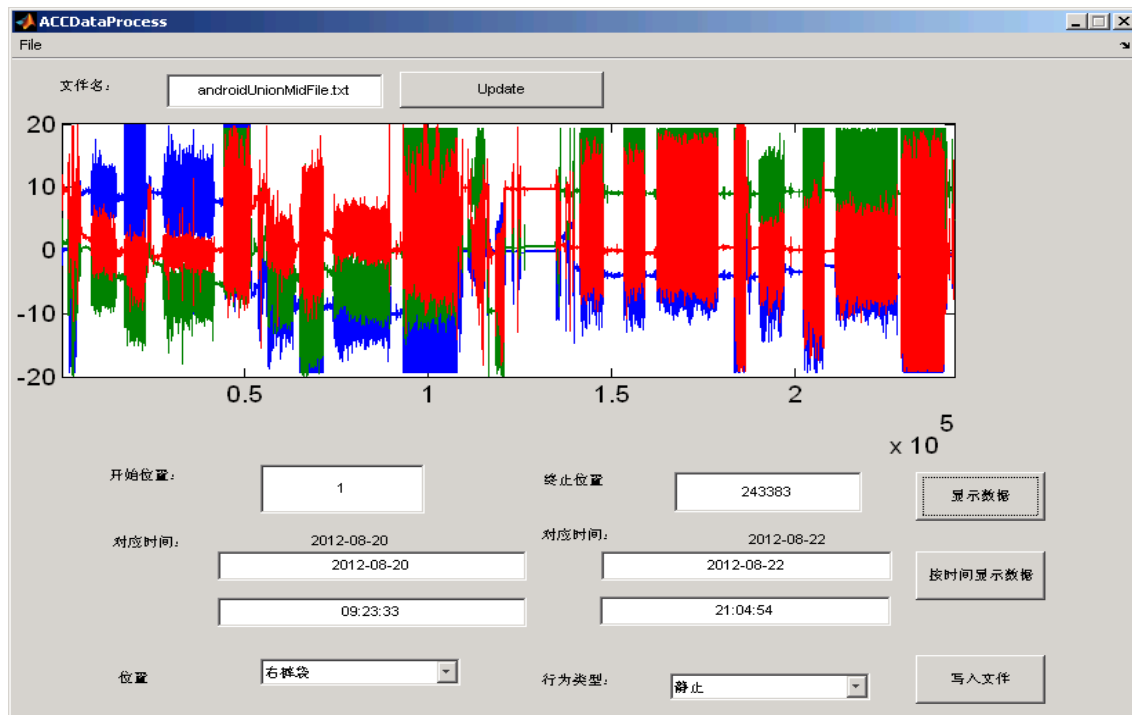 ACCDataProcess
File
文件名：
androidUnionMidFile.txt
Update
20
10
0
-10
-20
0.5 1 1.5 2
x 10^5
开始位置：
1
终止位置
243383
显示数据
对应时间：
2012-08-20
对应时间：
2012-08-22
2012-08-20
2012-08-22
按时间显示数据
09:23:33
21:04:54
位置
右裤袋
行为类型：
静止
写入文件